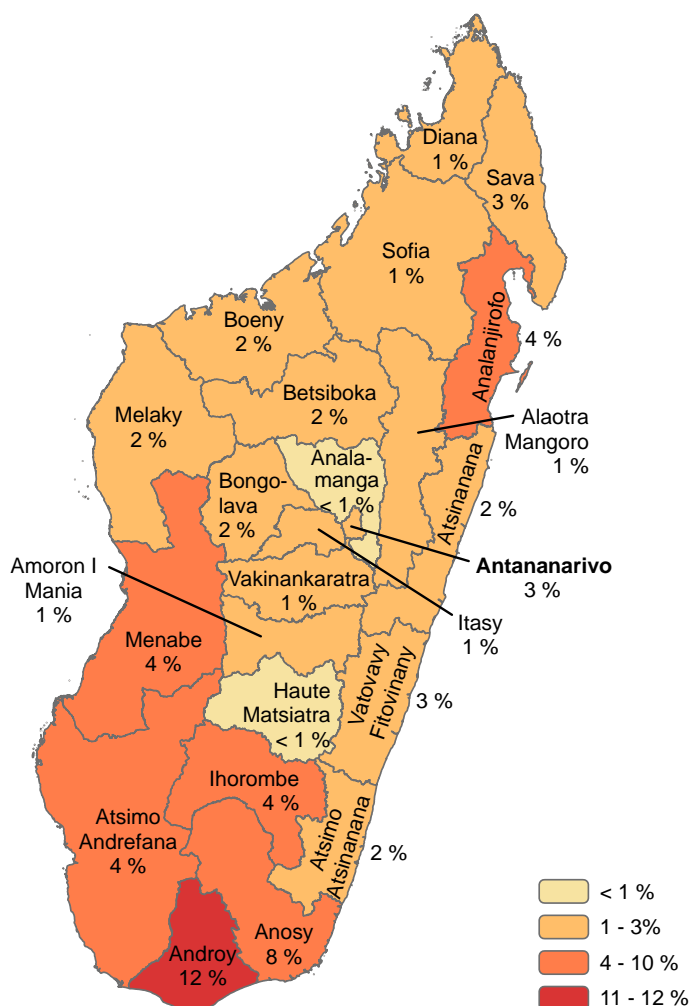 Diana
1 %
Sava
3 %
Sofia
1 %
Boeny
2 %
Analanjirofo
4 %
Betsiboka
2 %
Melaky
2 %
Alaotra
Mangoro
1 %
Anala-
manga
< 1 %
Bongo-
lava
2 %
Atsinanana
2 %
Antananarivo
3 %
Amoron I
Mania
1 %
Vakinankaratra
1 %
Itasy
1 %
Menabe
4 %
Haute
Matsiatra
< 1 %
Vatovavy
Fitovinany
3 %
Ihorombe
4 %
Atsimo
Andrefana
4 %
Atsimo
Atsinanana
2 %
Anosy
8 %
Androy
12 %
< 1 %
1 - 3%
4 - 10 %
11 - 12 %